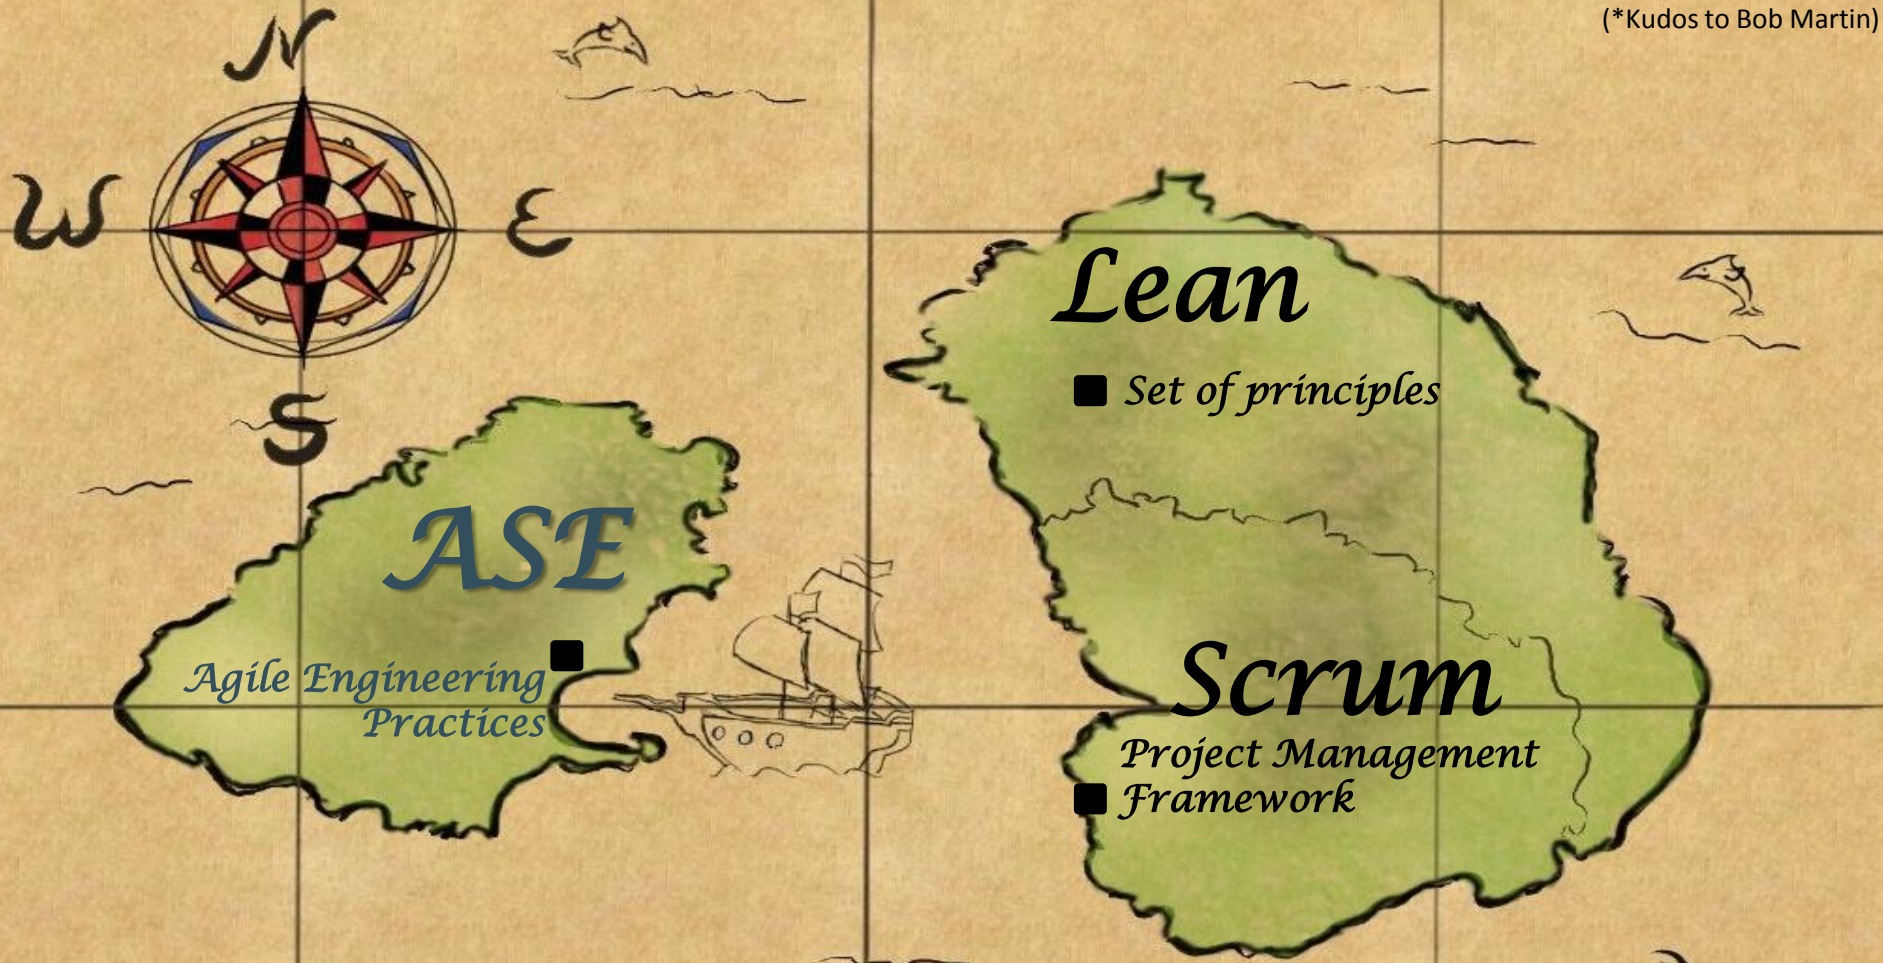 (*Kudos to Bob Martin)
N
W
E
S
Lean
Set of principles
ASE
Agile Engineering
Practices
Scrum
Project Management
Framework